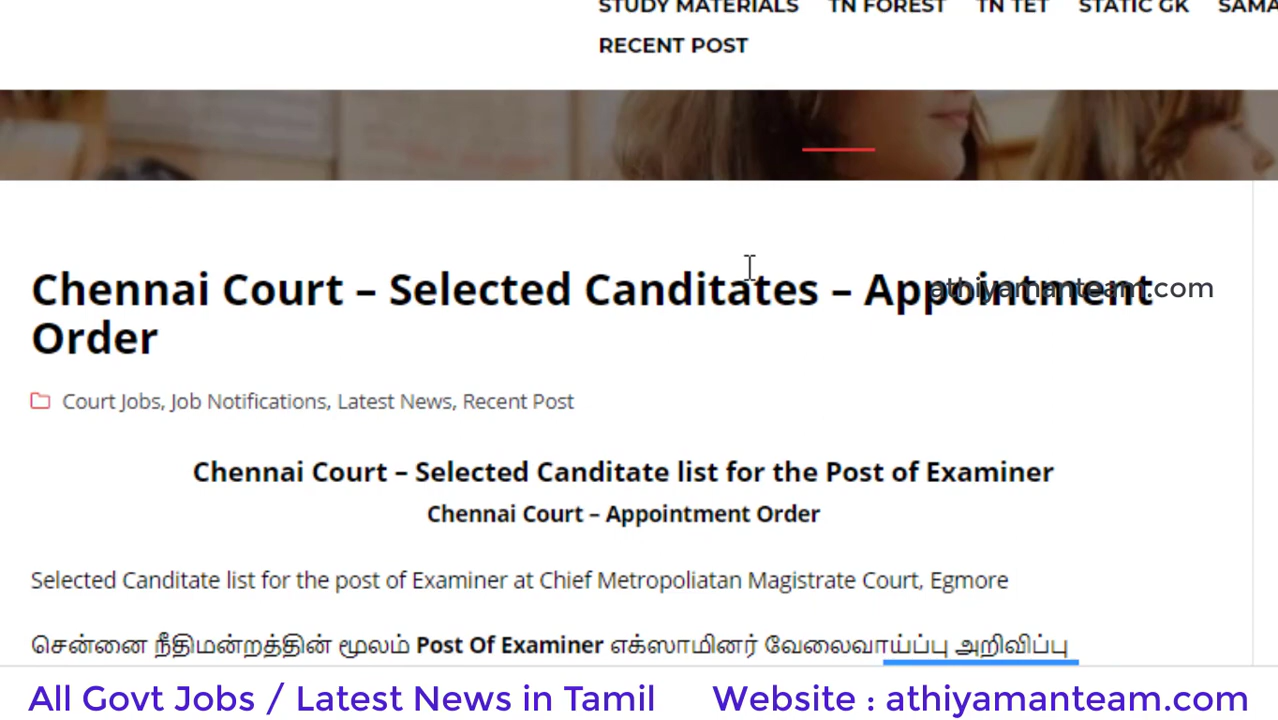 STUDY MATERIALS TN FOREST TN TET STATIC GK
RECENT POST
Chennai Court – Selected Canditates – Appointment
athiyamanteam.com
Order
Court Jobs, Job Notifications, Latest News, Recent Post
Chennai Court – Selected Canditate list for the Post of Examiner
Chennai Court – Appointment Order
Selected Canditate list for the post of Examiner at Chief Metropoliatan Magistrate Court, Egmore
சென்னை நீதிமன்றத்தின் மூலம் Post Of Examiner எக்ஸாமினர் வேலைவாய்ப்பு அறிவிப்பு
All Govt Jobs / Latest News in Tamil Website : athiyamanteam.com